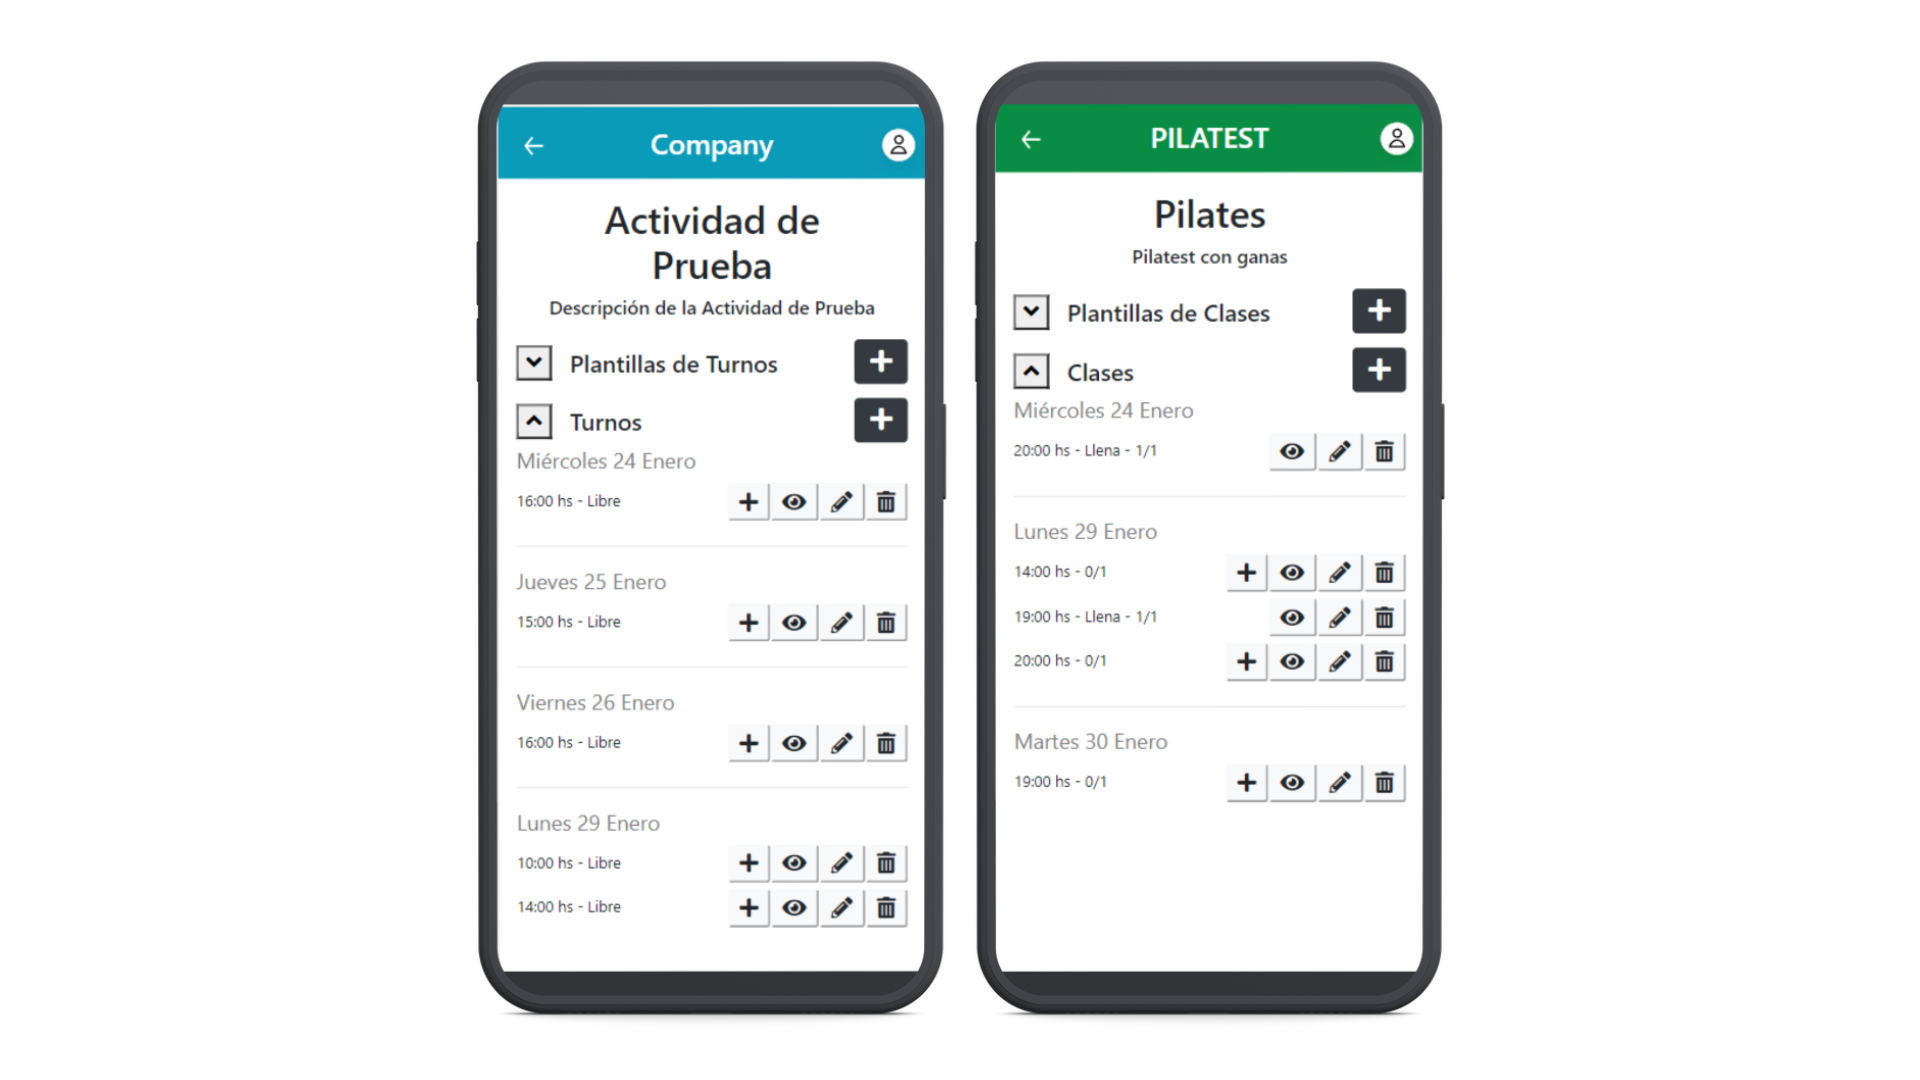 Company
Actividad de
Prueba
Descripción de la Actividad de Prueba
Plantillas de Turnos
Turnos
Miércoles 24 Enero
16:00 hs - Libre
Jueves 25 Enero
15:00 hs - Libre
Viernes 26 Enero
16:00 hs - Libre
Lunes 29 Enero
10:00 hs - Libre
14:00 hs - Libre
PILATEST
Pilates
Pilatest con ganas
Plantillas de Clases
Clases
Miércoles 24 Enero
20:00 hs - Llena - 1/1
Lunes 29 Enero
14:00 hs - 0/1
19:00 hs - Llena - 1/1
20:00 hs - 0/1
Martes 30 Enero
19:00 hs - 0/1